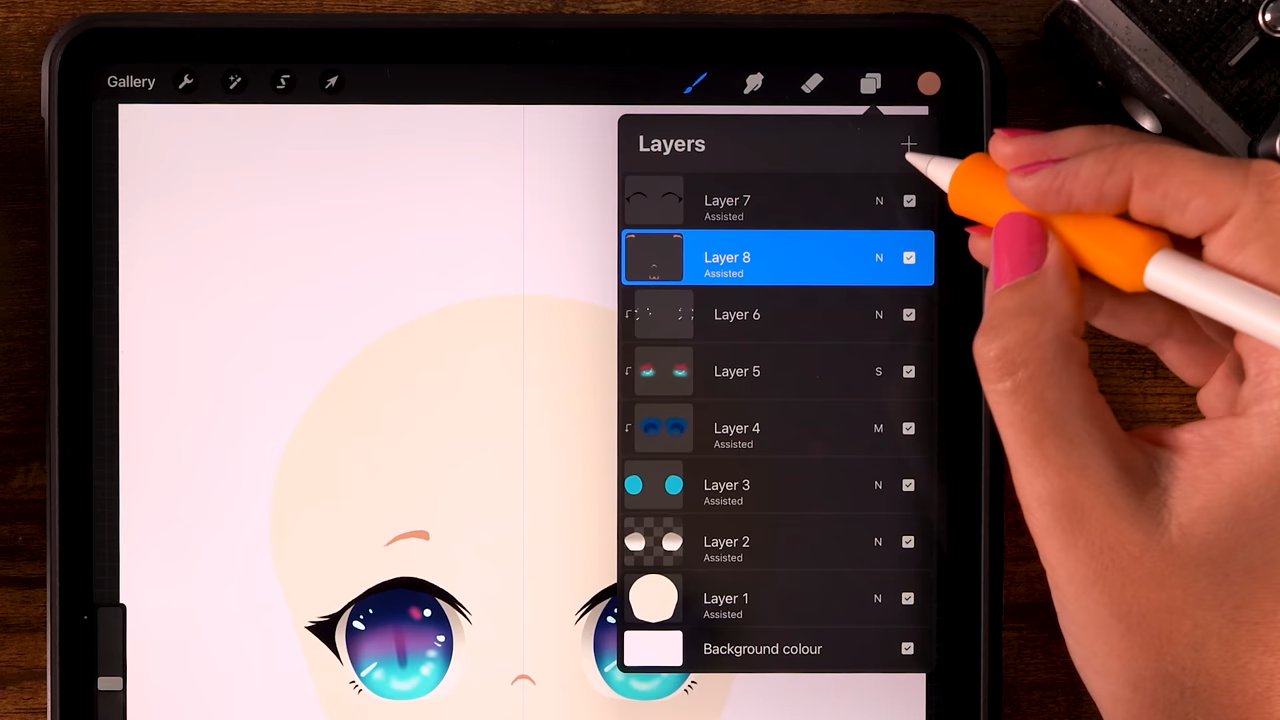 Gallery
Layers
Layer 7 N
Assisted
Layer 8 N
Assisted
Layer 6 N
Layer 5 S
Layer 4 M
Assisted
Layer 3 N
Assisted
Layer 2 N
Assisted
Layer 1 N
Assisted
Background colour